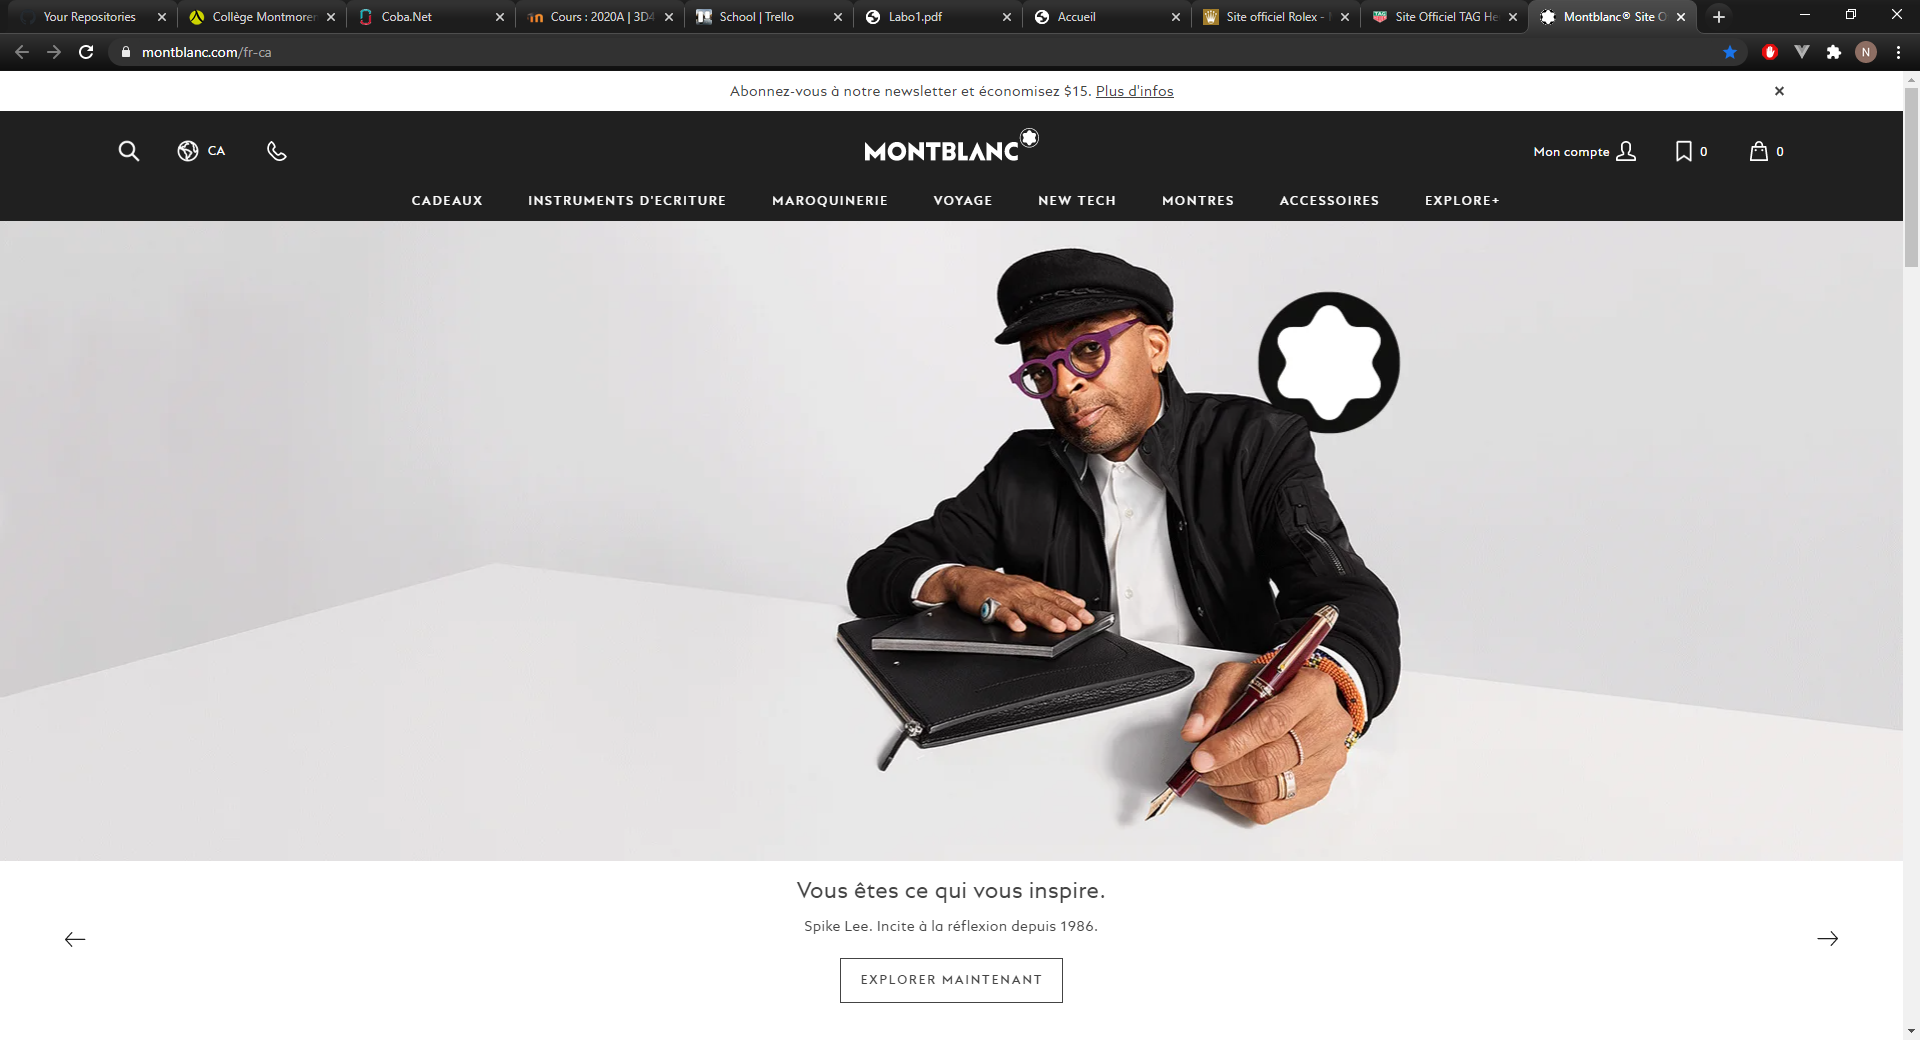 Your Repositories
Collège Montmoren
Coba.Net
Cours : 2020A | 3D4
School | Trello
Labo1.pdf
Accueil
Site officiel Rolex -
Site Officiel TAG He
Montblanc® Site O
montblanc.com/fr-ca
N
Abonnez-vous à notre newsletter et économisez $15. Plus d'infos
CA
MONTBLANC
Mon compte
0
0
CADEAUX
INSTRUMENTS D'ECRITURE
MAROQUINERIE
VOYAGE
NEW TECH
MONTRES
ACCESSOIRES
EXPLORE+
Vous êtes ce qui vous inspire.
Spike Lee. Incite à la réflexion depuis 1986.
EXPLORER MAINTENANT